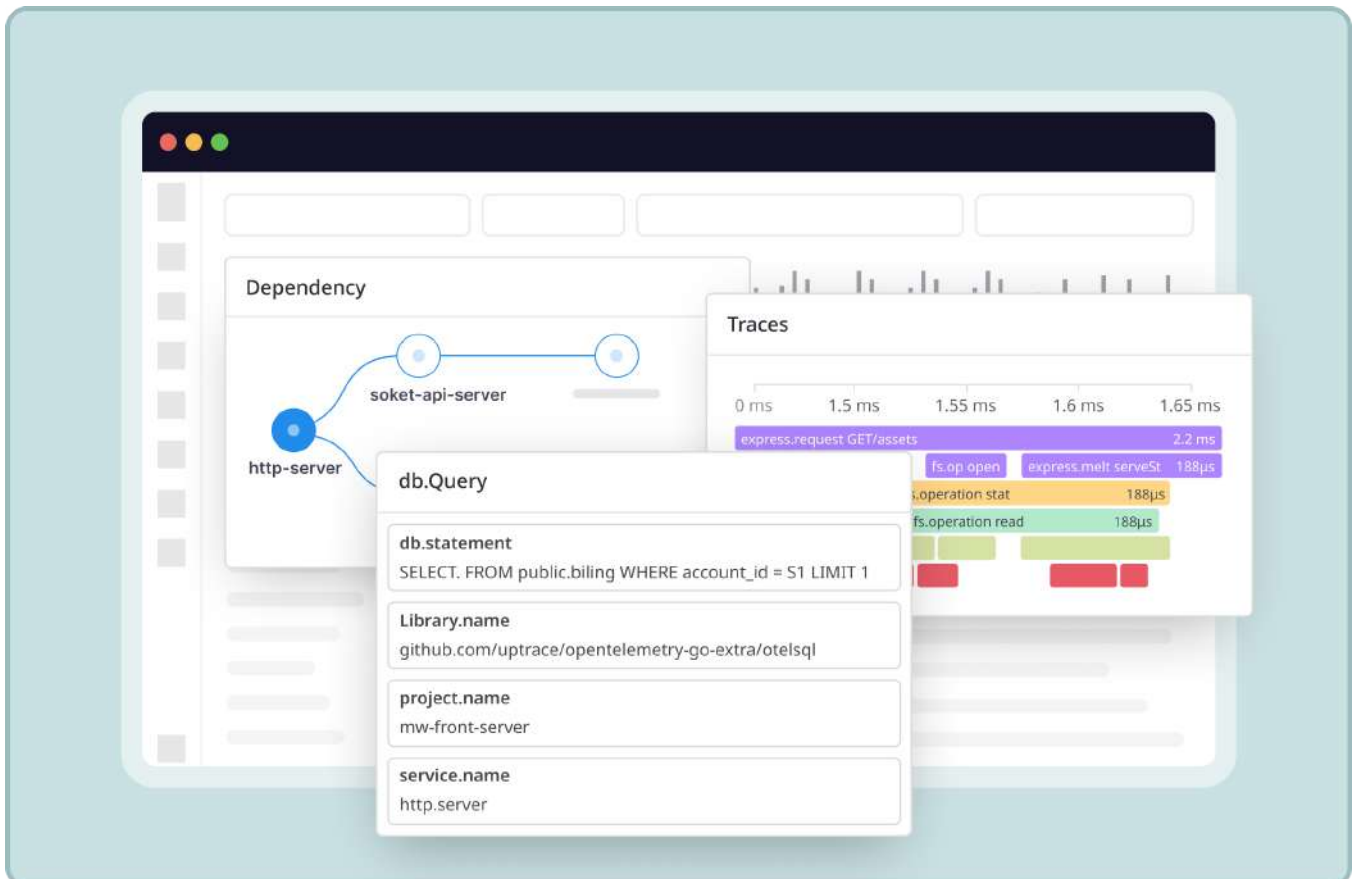 Dependency
soket-api-server
http-server
Traces
0 ms 1.5 ms 1.55 ms 1.6 ms 1.65 ms
express.request GET/assets 2.2 ms
fs.op open express.melt serveSt 188µs
s.operation stat 188µs
fs.operation read 188µs
db.Query
db.statement
SELECT. FROM public.biling WHERE account_id = S1 LIMIT 1
Library.name
github.com/uptrace/opentelemetry-go-extra/otelsql
project.name
mw-front-server
service.name
http.server